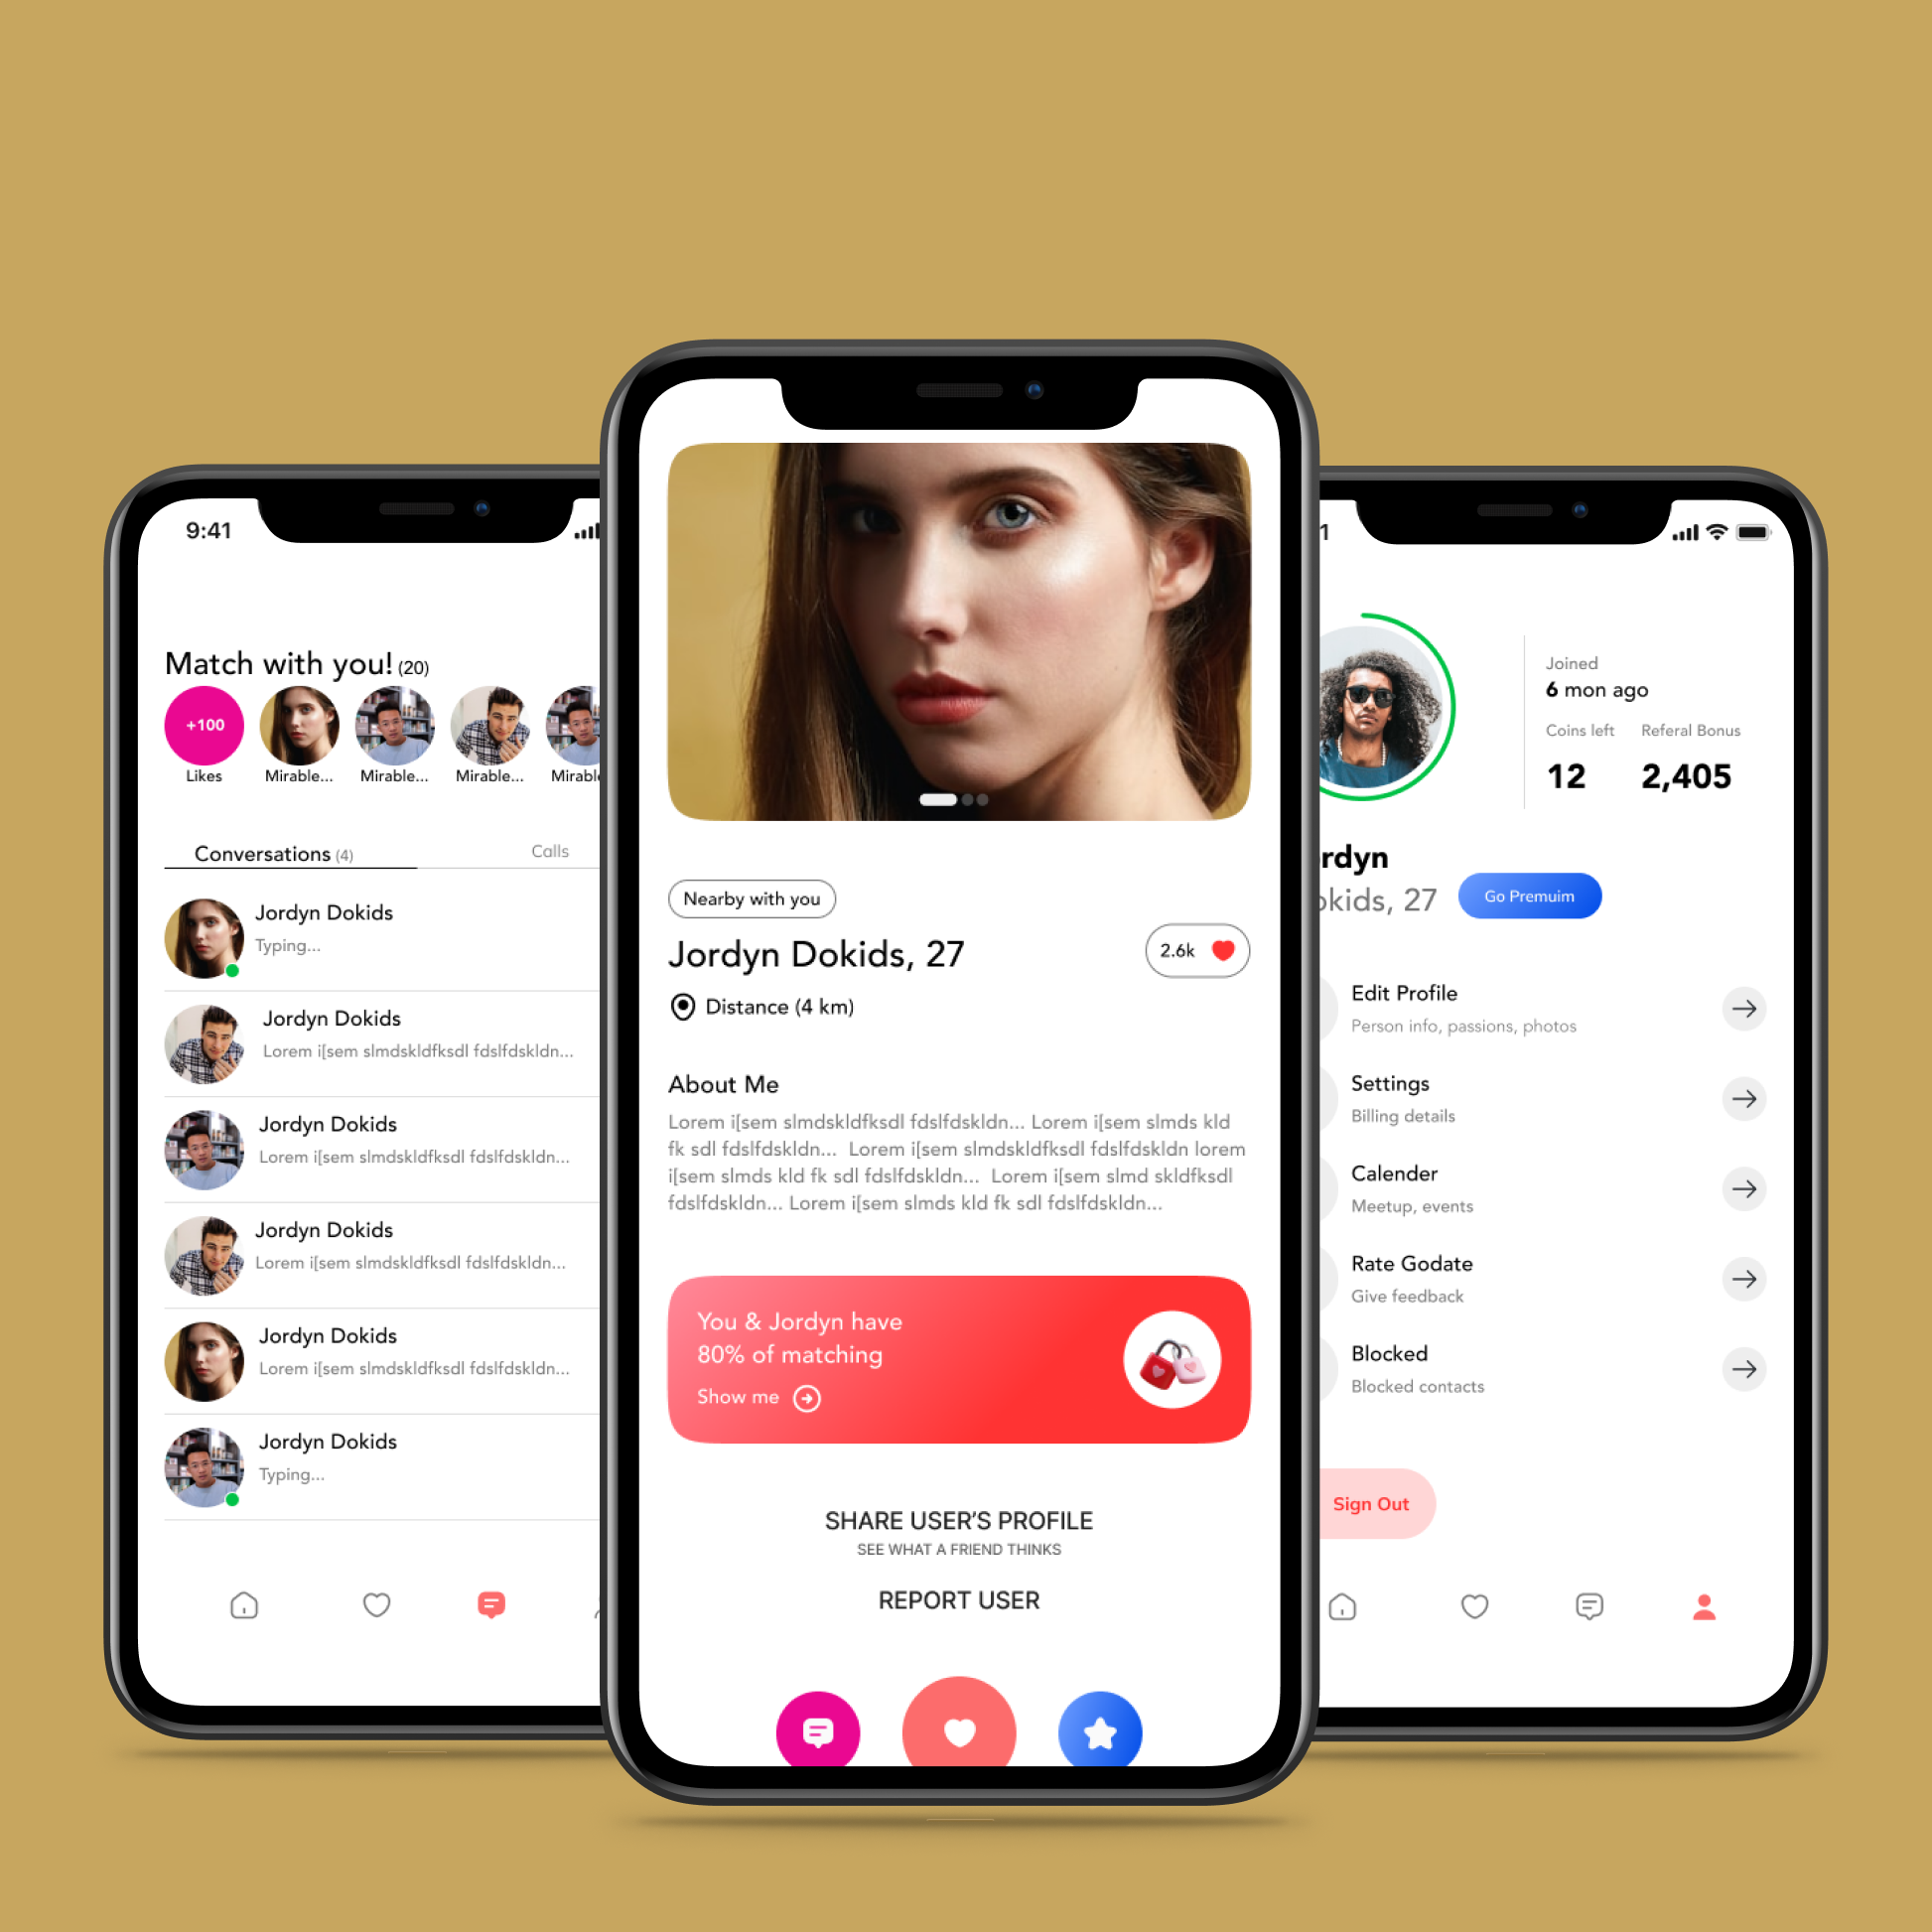 9:41
Match with you! (20)
+100
Likes
Mirable...
Mirable...
Mirable...
Mirable
Conversations (4)
Calls
Jordyn Dokids
Typing...
Jordyn Dokids
Lorem i[sem slmdskldfksdl fdslfdskldn...
Jordyn Dokids
Lorem i[sem slmdskldfksdl fdslfdskldn...
Jordyn Dokids
Lorem i[sem slmdskldfksdl fdslfdskldn...
Jordyn Dokids
Lorem i[sem slmdskldfksdl fdslfdskldn...
Jordyn Dokids
Typing...
Nearby with you
Jordyn Dokids, 27
2.6k
Distance (4 km)
About Me
Lorem i[sem slmdskldfksdl fdslfdskldn... Lorem i[sem slmds kld
fk sdl fdslfdskldn... Lorem i[sem slmdskldfksdl fdslfdskldn lorem
i[sem slmds kld fk sdl fdslfdskldn... Lorem i[sem slmd skldfksdl
fdslfdskldn... Lorem i[sem slmds kld fk sdl fdslfdskldn...
You & Jordyn have
80% of matching
Show me
SHARE USER’S PROFILE
SEE WHAT A FRIEND THINKS
REPORT USER
1
Joined
6 mon ago
Coins left
Referal Bonus
12
2,405
rdyn
okids, 27
Go Premuim
Edit Profile
Person info, passions, photos
Settings
Billing details
Calender
Meetup, events
Rate Godate
Give feedback
Blocked
Blocked contacts
Sign Out